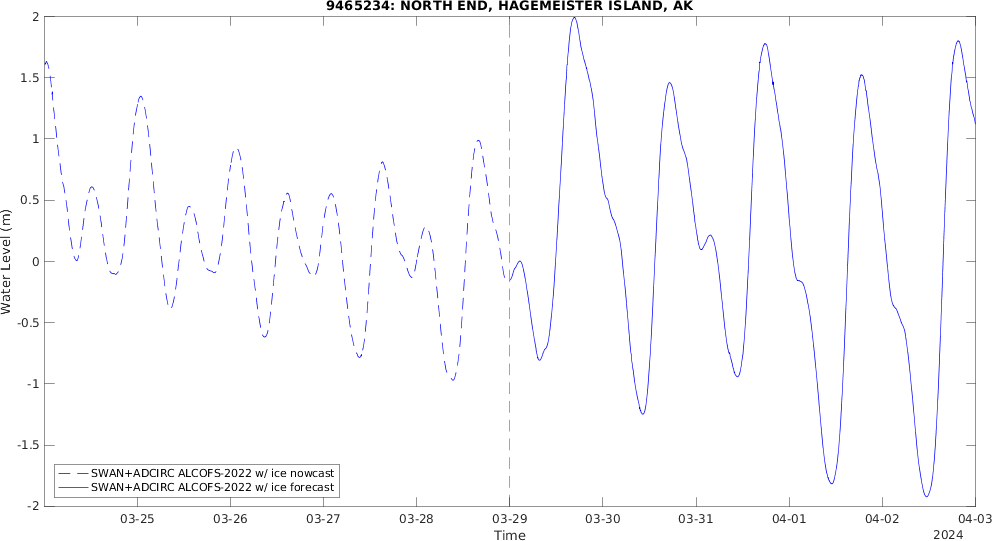 9465234: NORTH END, HAGEMEISTER ISLAND, AK
2
1.5
1
0.5
0
-0.5
-1
-1.5
-2
Water Level (m)
SWAN+ADCIRC ALCOFS-2022 w/ ice nowcast
SWAN+ADCIRC ALCOFS-2022 w/ ice forecast
03-25 03-26 03-27 03-28 03-29 03-30 03-31 04-01 04-02 04-03
Time
2024